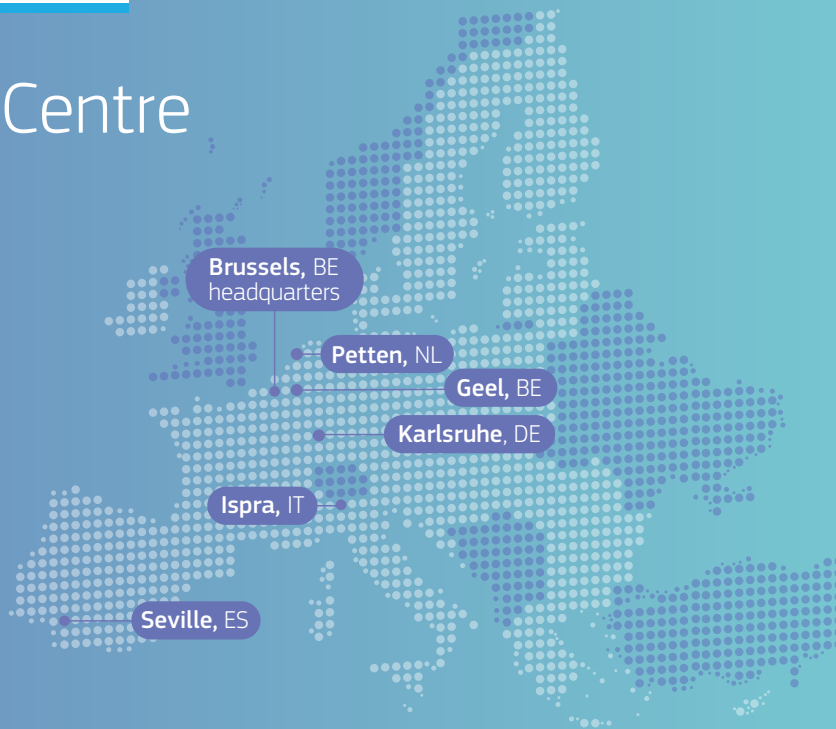 Centre
Brussels, BE
headquarters
Petten, NL
Geel, BE
Karlsruhe, DE
Ispra, IT
Seville, ES